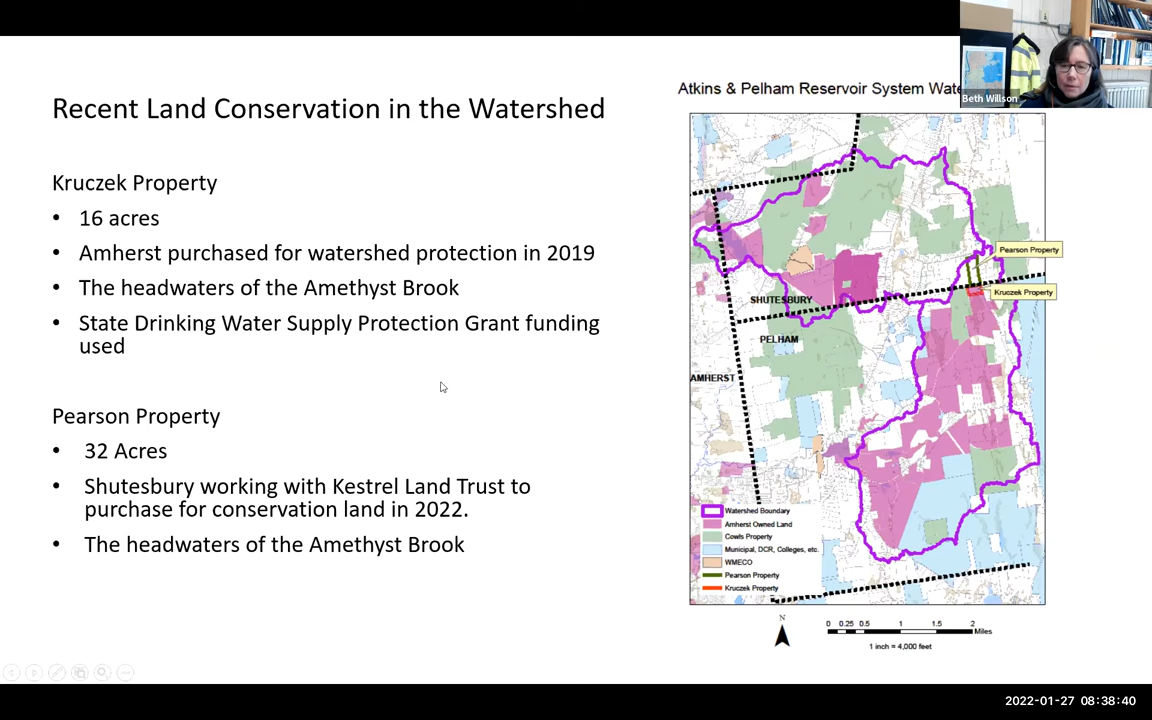 Recent Land Conservation in the Watershed
Kruczek Property
• 16 acres
• Amherst purchased for watershed protection in 2019
• The headwaters of the Amethyst Brook
• State Drinking Water Supply Protection Grant funding
used
Pearson Property
• 32 Acres
• Shutesbury working with Kestrel Land Trust to
purchase for conservation land in 2022.
• The headwaters of the Amethyst Brook
Atkins & Pelham Reservoir System
Beth Willson
Pearson Property
Kruczek Property
SHUTESBURY
PELHAM
AMHERST
Watershed Boundary
Amherst Owned Land
Cowls Property
Municipal, DCR, Colleges, etc.
WMECO
Pearson Property
Kruczek Property
N
0 0.25 0.5 1 1.5 2
Miles
1 inch = 4,000 feet
2022-01-27 08:38:40